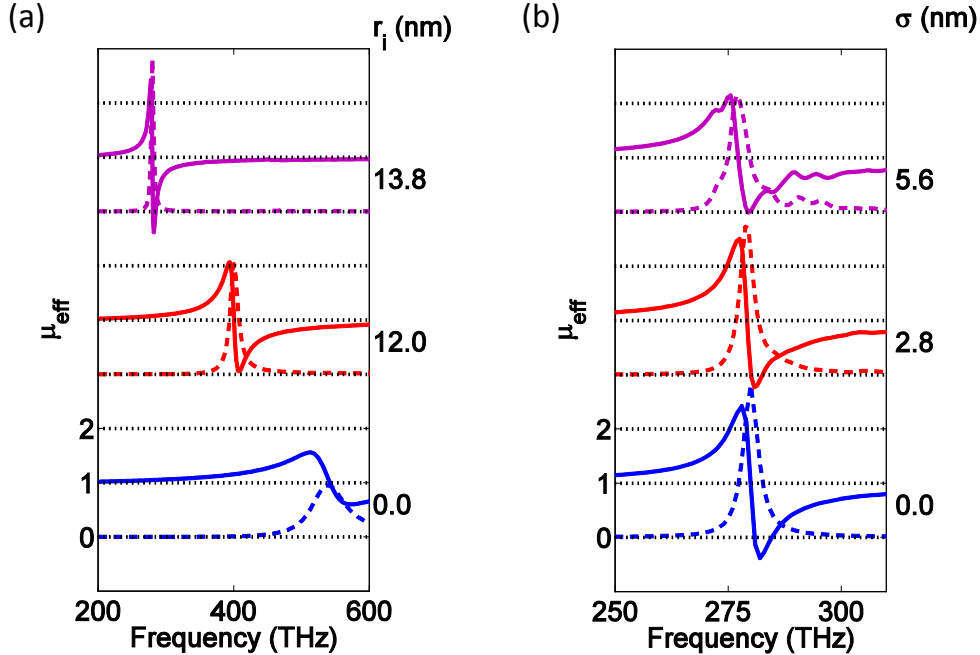 (a)
r_i (nm)
13.8
12.0
0.0
μ_eff
2
1
0
200 400 600
Frequency (THz)
(b)
σ (nm)
5.6
2.8
0.0
μ_eff
2
1
0
250 275 300
Frequency (THz)